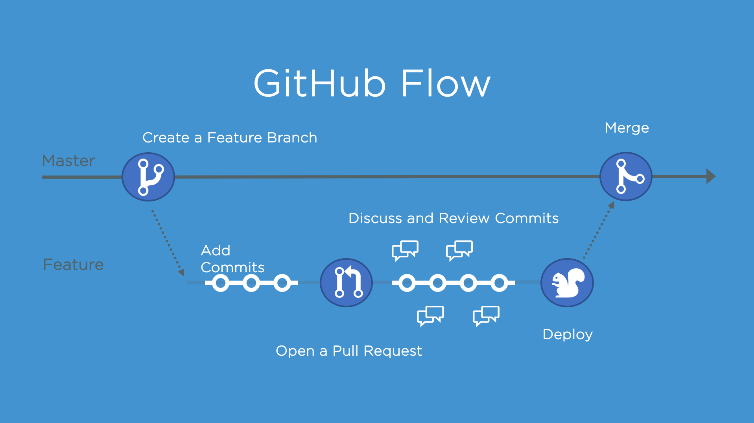 GitHub Flow
Create a Feature Branch
Merge
Master
Discuss and Review Commits
Add
Commits
Feature
Deploy
Open a Pull Request